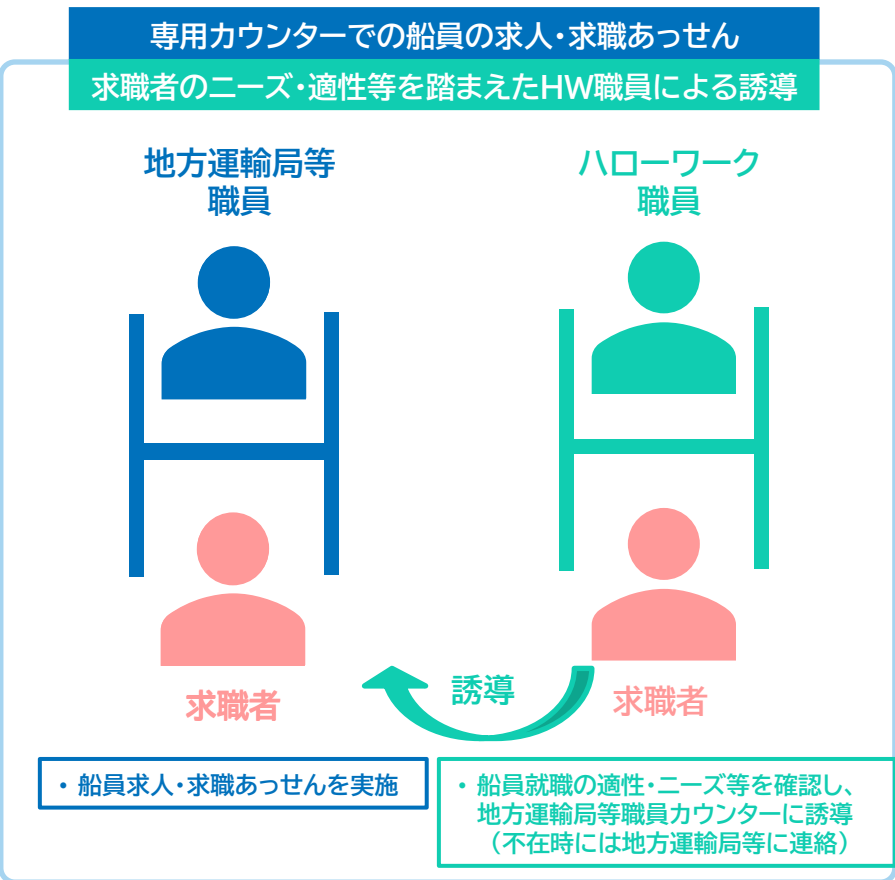 専用カウンターでの船員の求人・求職あっせん
求職者のニーズ・適性等を踏まえたHW職員による誘導
地方運輸局等
職員
ハローワーク
職員
誘導
求職者
求職者
・ 船員求人・求職あっせんを実施
・ 船員就職の適性・ニーズ等を確認し、
地方運輸局等職員カウンターに誘導
（不在時には地方運輸局等に連絡）